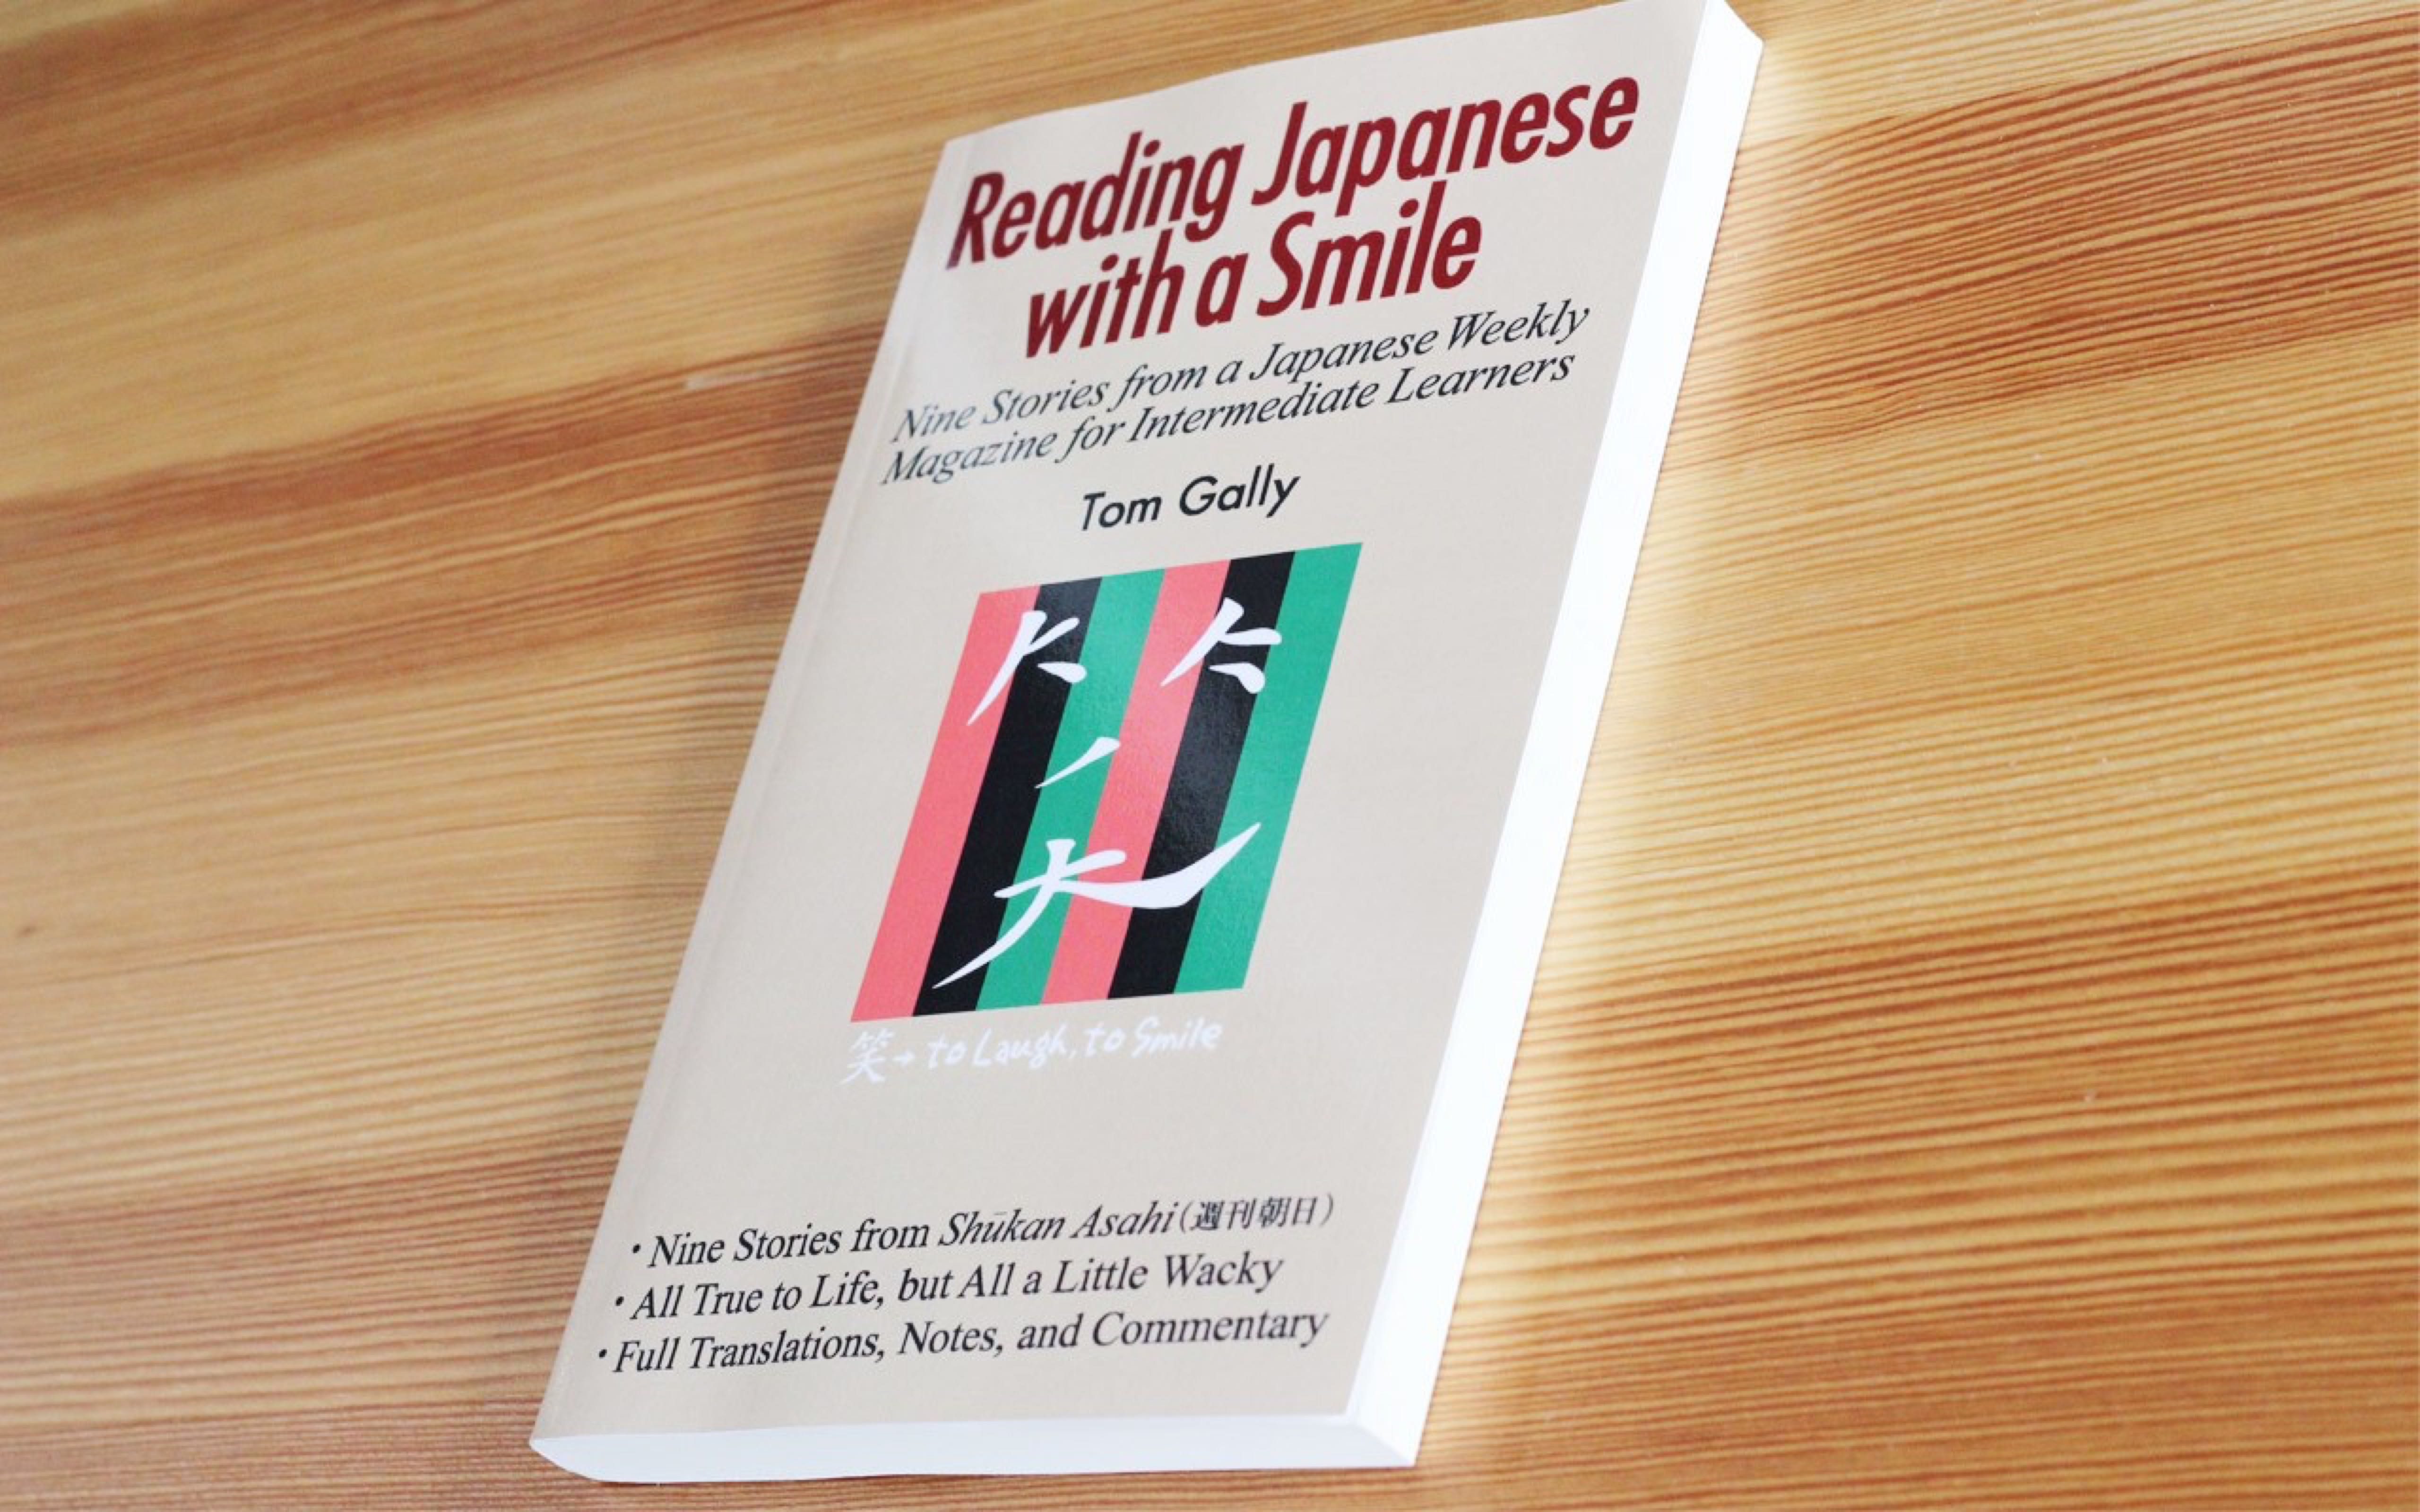 Reading Japanese
with a Smile
Nine Stories from a Japanese Weekly
Magazine for Intermediate Learners
Tom Gally
笑
笑→to Laugh, to Smile
・Nine Stories from Shūkan Asahi(週刊朝日)
・All True to Life, but All a Little Wacky
・Full Translations, Notes, and Commentary